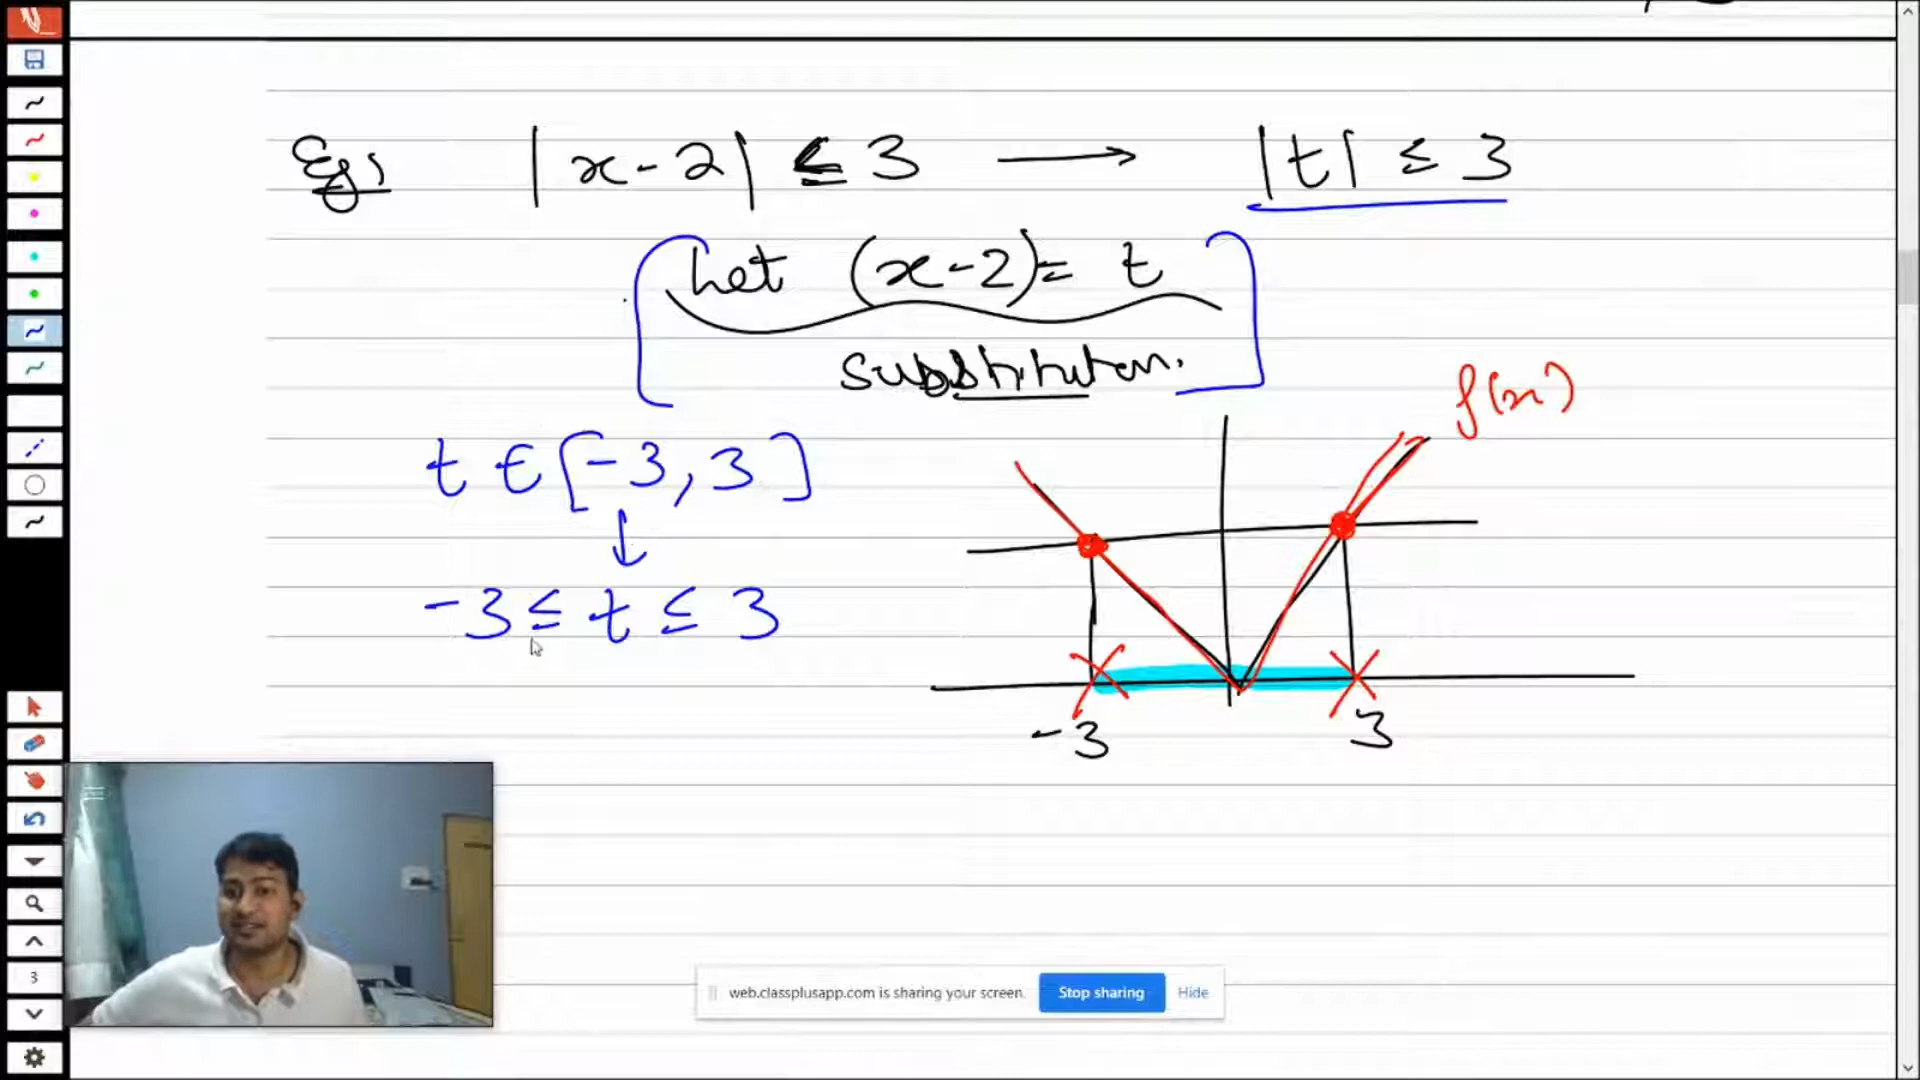 Eg: |x-2| ≤ 3 → |t| ≤ 3
Let (x-2) = t
substitution.
f(x)
t ∈ [-3, 3]
↓
-3 ≤ t ≤ 3
-3 3
3
web.classplusapp.com is sharing your screen. Stop sharing Hide